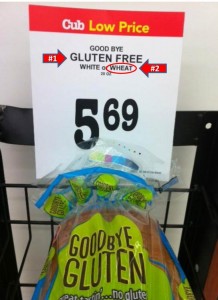 Cub Low Price
GOOD BYE
#1 GLUTEN FREE
WHITE or WHEAT #2
5.69
GOOD BYE
GLUTEN
no glute